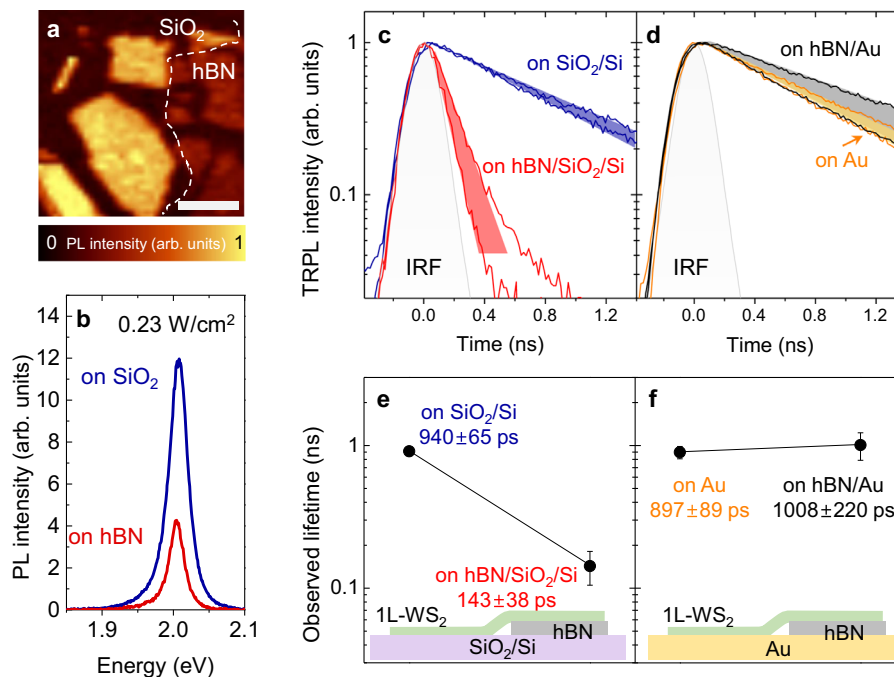 a
SiO₂
hBN
0 PL intensity (arb. units) 1
b
0.23 W/cm²
14
12
10
8
6
4
2
0
on SiO₂
on hBN
PL intensity (arb. units)
1.9 2.0 2.1
Energy (eV)
c
on SiO₂/Si
on hBN/SiO₂/Si
IRF
1
0.1
TRPL intensity (arb. units)
0.0 0.4 0.8 1.2
Time (ns)
d
on hBN/Au
on Au
IRF
0.0 0.4 0.8 1.2
Time (ns)
e
on SiO₂/Si
940±65 ps
on hBN/SiO₂/Si
143±38 ps
1L-WS₂
hBN
SiO₂/Si
1
0.1
Observed lifetime (ns)
f
on Au
897±89 ps
on hBN/Au
1008±220 ps
1L-WS₂
hBN
Au